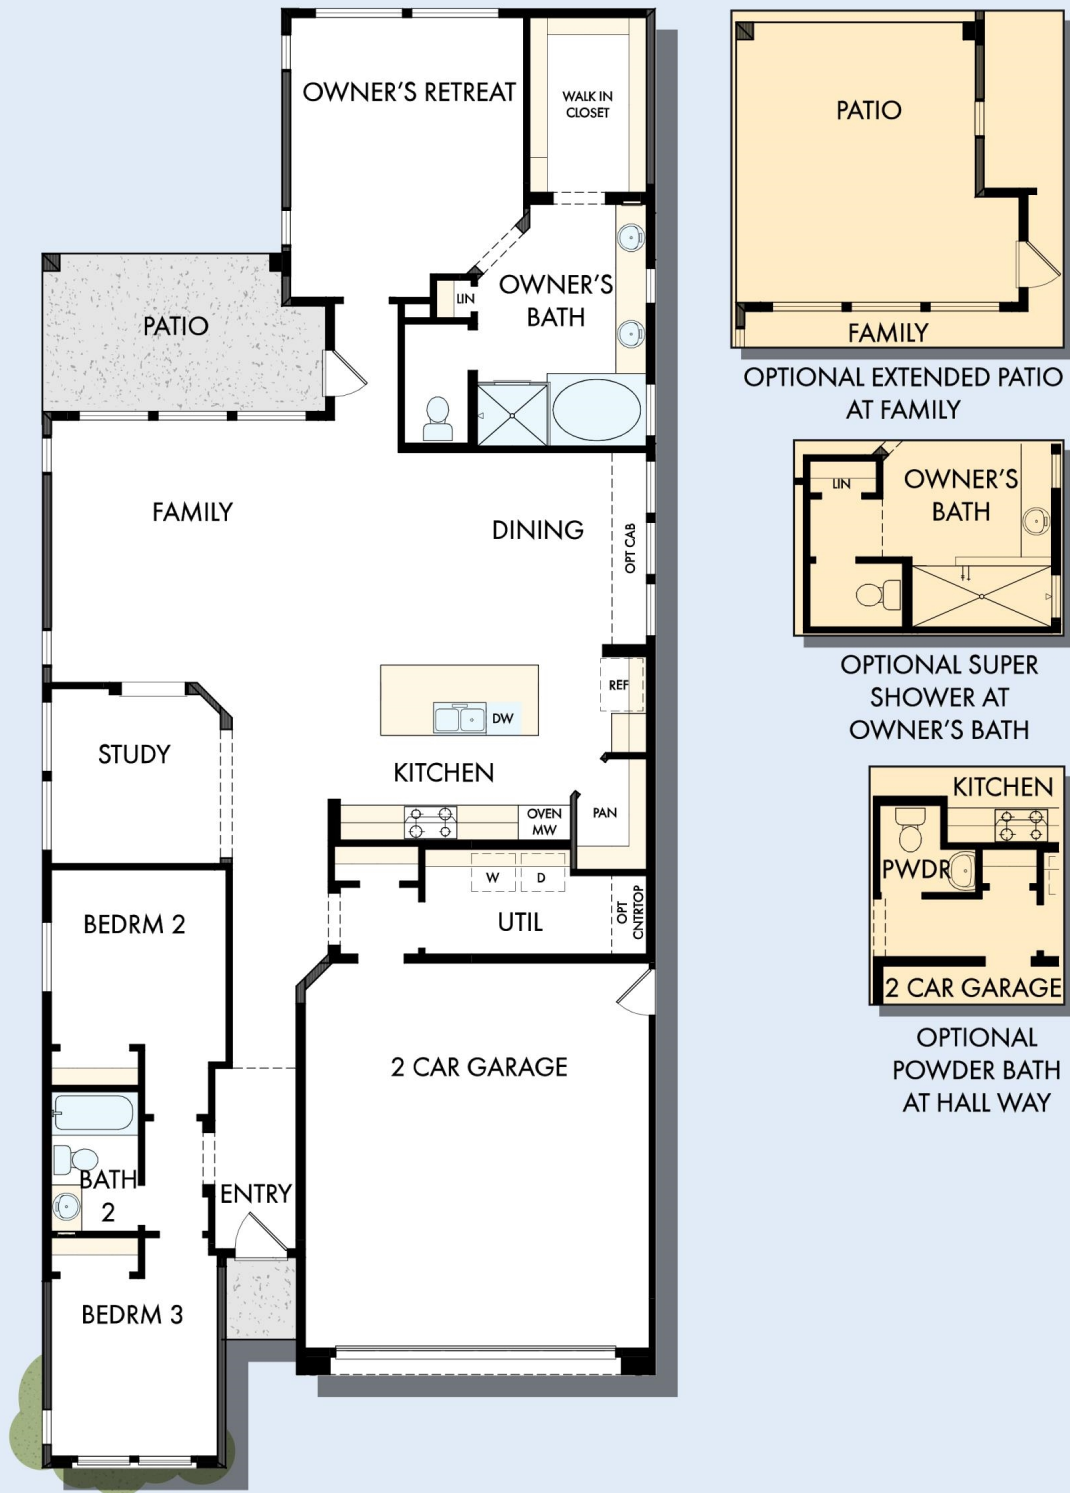 OWNER'S RETREAT
WALK IN
CLOSET
OWNER'S
BATH
LIN
PATIO
FAMILY
DINING
OPT CAB
REF
DW
STUDY
KITCHEN
OVEN
MW
PAN
W
D
UTIL
OPT
CNTRTOP
BEDRM 2
2 CAR GARAGE
BATH
2
ENTRY
BEDRM 3
PATIO
FAMILY
OPTIONAL EXTENDED PATIO
AT FAMILY
LIN
OWNER'S
BATH
OPTIONAL SUPER
SHOWER AT
OWNER'S BATH
KITCHEN
PWDR
2 CAR GARAGE
OPTIONAL
POWDER BATH
AT HALL WAY